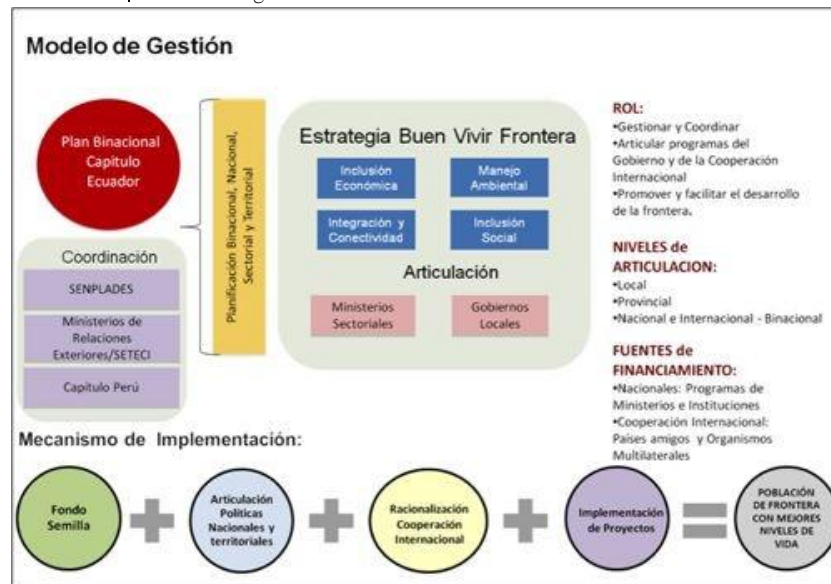 Modelo de Gestión
Plan Binacional
Capitulo
Ecuador
Coordinación
SENPLADES
Ministerios de
Relaciones
Exteriores/SETECI
Capitulo Perú
Planificación Binacional, Nacional,
Sectorial y Territorial
Estrategia Buen Vivir Frontera
Inclusión
Económica
Manejo
Ambiental
Integración y
Conectividad
Inclusión
Social
Articulación
Ministerios
Sectoriales
Gobiernos
Locales
ROL:
•Gestionar y Coordinar
•Articular programas del
Gobierno y de la Cooperación
Internacional
•Promover y facilitar el desarrollo
de la frontera.
NIVELES de
ARTICULACION:
•Local
•Provincial
•Nacional e Internacional - Binacional
FUENTES de
FINANCIAMIENTO:
•Nacionales: Programas de
Ministerios e Instituciones
•Cooperación Internacional:
Países amigos y Organismos
Multilaterales
Mecanismo de Implementación:
Fondo
Semilla
Articulación
Políticas
Nacionales y
territoriales
Racionalización
Cooperación
Internacional
Implementación
de Proyectos
POBLACIÓN
DE FRONTERA
CON MEJORES
NIVELES DE
VIDA